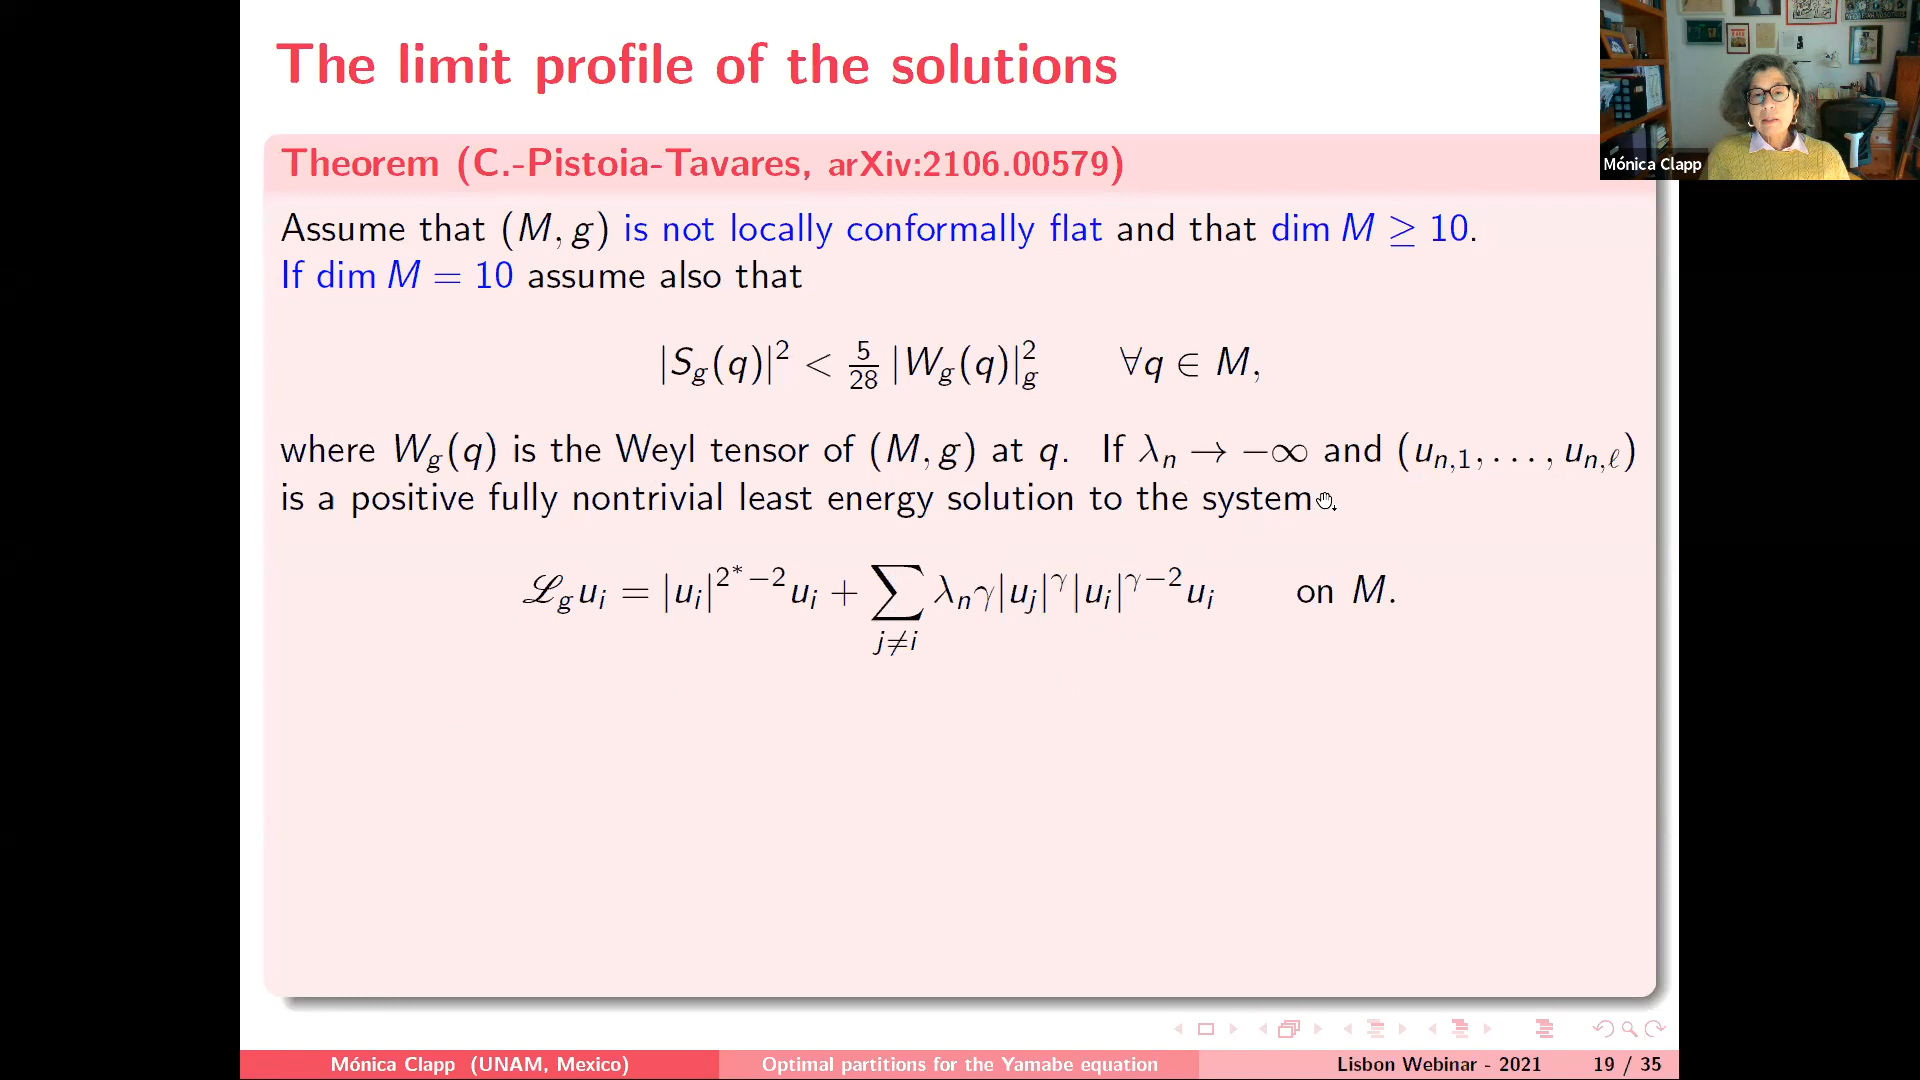 The limit profile of the solutions
Theorem (C.-Pistoia-Tavares, arXiv:2106.00579)
Assume that (M, g) is not locally conformally flat and that dim M ≥ 10.
If dim M = 10 assume also that
|S_g(q)|² < 5/28 |W_g(q)|²_g ∀q ∈ M,
where W_g(q) is the Weyl tensor of (M, g) at q. If λ_n → −∞ and (u_{n,1}, . . . , u_{n,ℓ})
is a positive fully nontrivial least energy solution to the system
ℒ_g u_i = |u_i|^{2*−2} u_i + ∑_{j≠i} λ_n γ|u_j|^γ |u_i|^{γ−2} u_i on M.
Mónica Clapp
Mónica Clapp (UNAM, Mexico) Optimal partitions for the Yamabe equation Lisbon Webinar - 2021 19 / 35